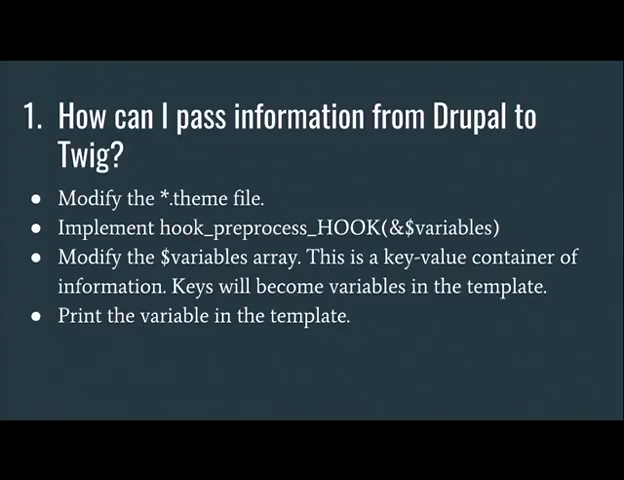 1. How can I pass information from Drupal to
Twig?
● Modify the *.theme file.
● Implement hook_preprocess_HOOK(&$variables)
● Modify the $variables array. This is a key-value container of
information. Keys will become variables in the template.
● Print the variable in the template.